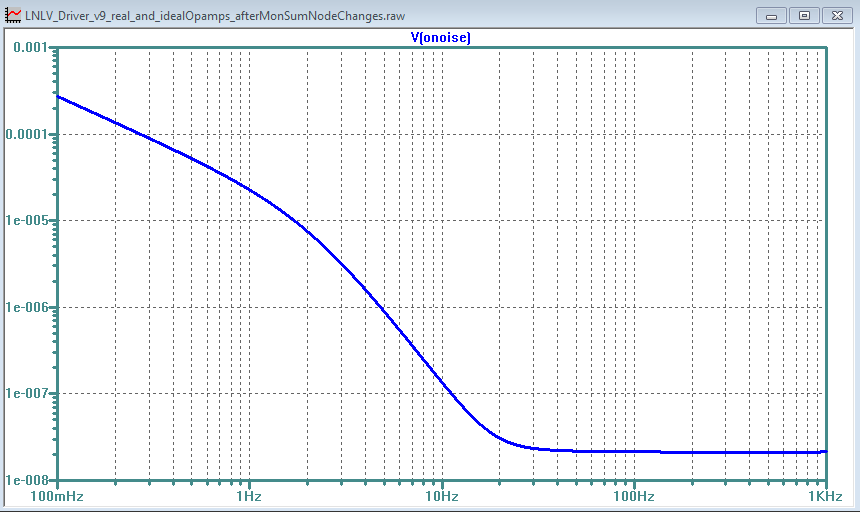 LNLV_Driver_v9_real_and_idealOpamps_afterMonSumNodeChanges.raw
V(onoise)
0.001
0.0001
1e-005
1e-006
1e-007
1e-008
100mHz 1Hz 10Hz 100Hz 1KHz